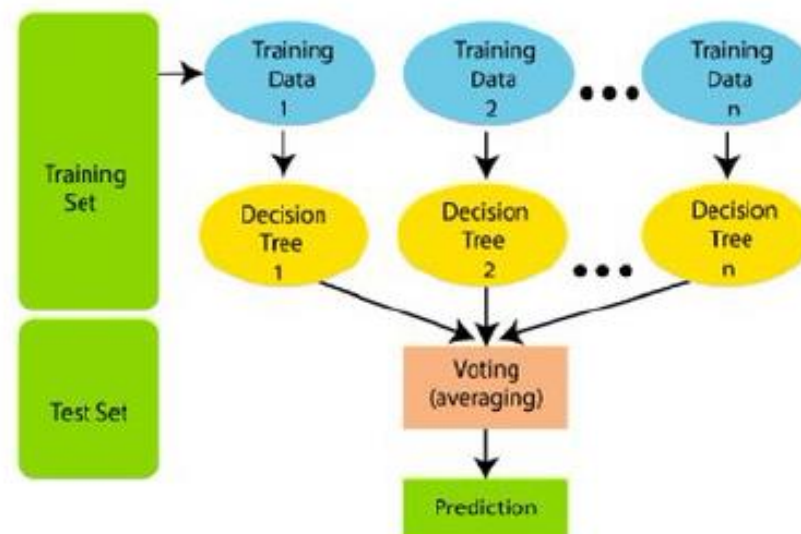 Training
Set
Test Set
Training
Data
1
Training
Data
2
Training
Data
n
Decision
Tree
1
Decision
Tree
2
Decision
Tree
n
Voting
(averaging)
Prediction